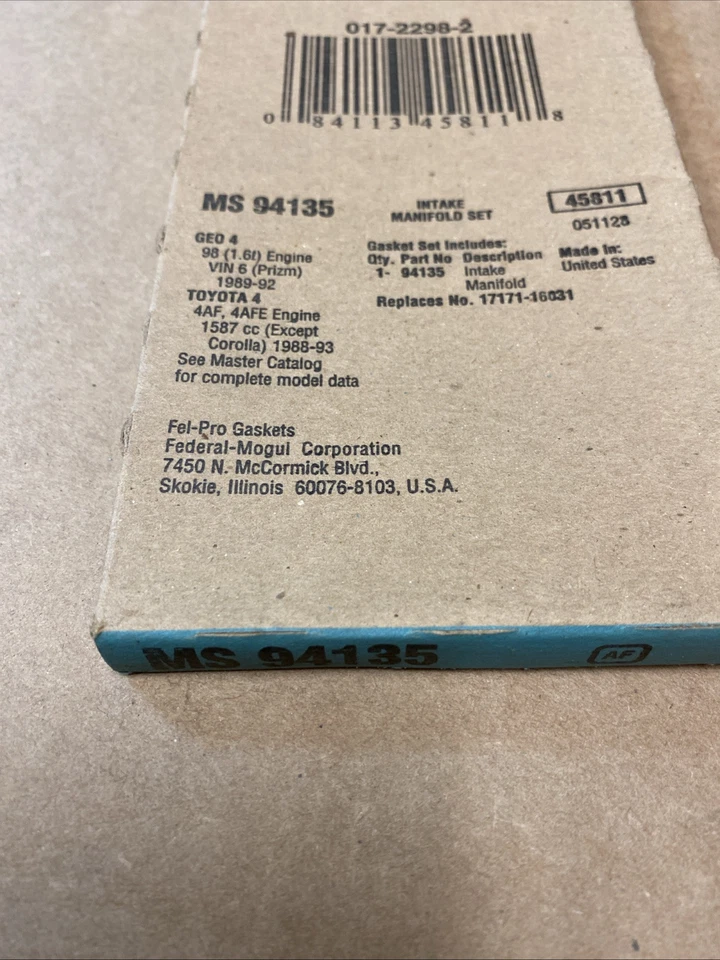 017-2298-2
0 84113 45811 8
MS 94135
INTAKE
MANIFOLD SET
45811
051128
GEO 4
98 (1.6ℓ) Engine
VIN 6 (Prizm)
1989-92
TOYOTA 4
4AF, 4AFE Engine
1587 cc (Except
Corolla) 1988-93
See Master Catalog
for complete model data
Gasket Set Includes:
Qty. Part No Description
1- 94135 Intake
Manifold
Replaces No. 17171-16031
Made in:
United States
Fel-Pro Gaskets
Federal-Mogul Corporation
7450 N. McCormick Blvd.,
Skokie, Illinois 60076-8103, U.S.A.
MS 94135
AF